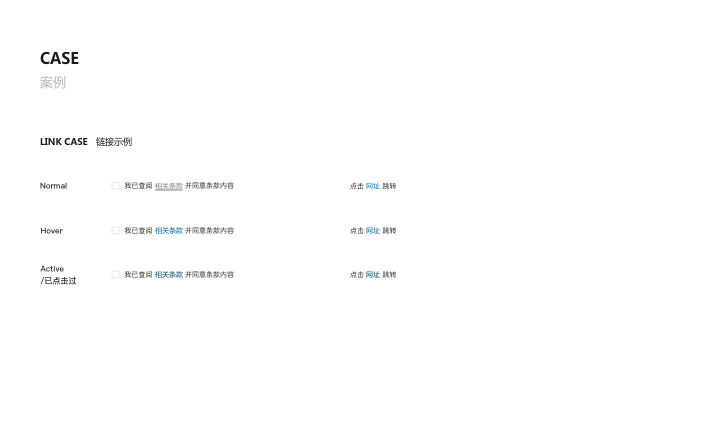 CASE
案例
LINK CASE 链接示例
Normal 我已查阅 相关条款 并同意条款内容 点击 网址 跳转
Hover 我已查阅 相关条款 并同意条款内容 点击 网址 跳转
Active
/已点击过 我已查阅 相关条款 并同意条款内容 点击 网址 跳转